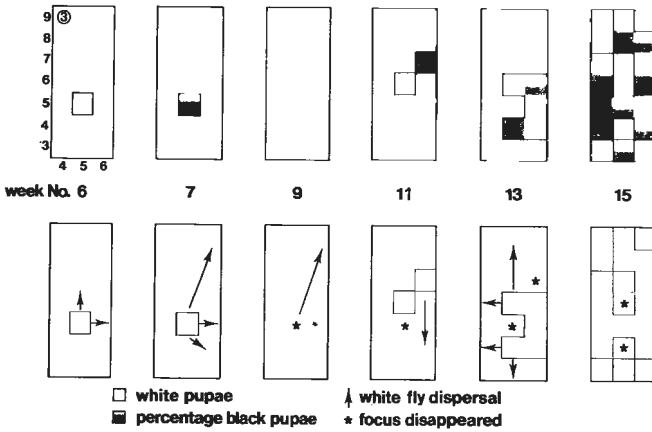 9 ③
8
7
6
5
4
3
4 5 6
week No. 6 7 9 11 13 15
* *
*
*
*
*
*
white pupae
white fly dispersal
percentage black pupae
* focus disappeared